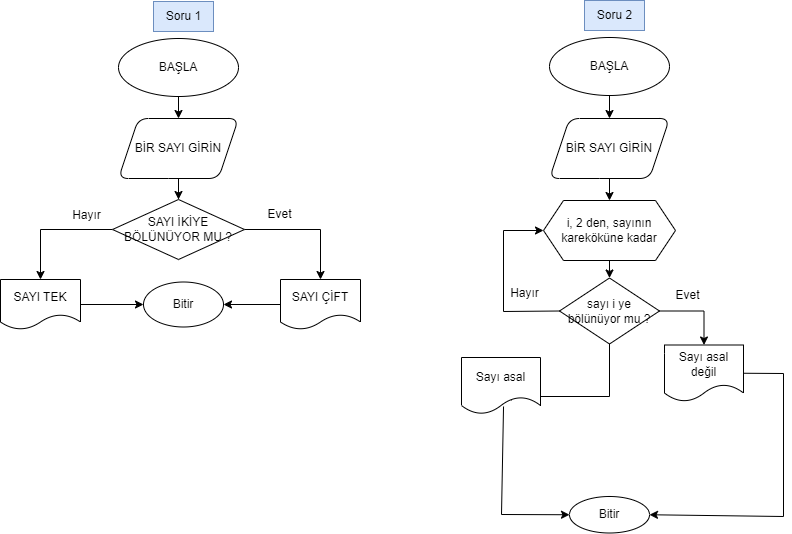 Soru 1
BAŞLA
BİR SAYI GİRİN
SAYI İKİYE
BÖLÜNÜYOR MU ?
Hayır
Evet
SAYI TEK
Bitir
SAYI ÇİFT
Soru 2
BAŞLA
BİR SAYI GİRİN
i, 2 den, sayının
kareköküne kadar
sayı i ye
bölünüyor mu ?
Hayır
Evet
Sayı asal
Sayı asal
değil
Bitir